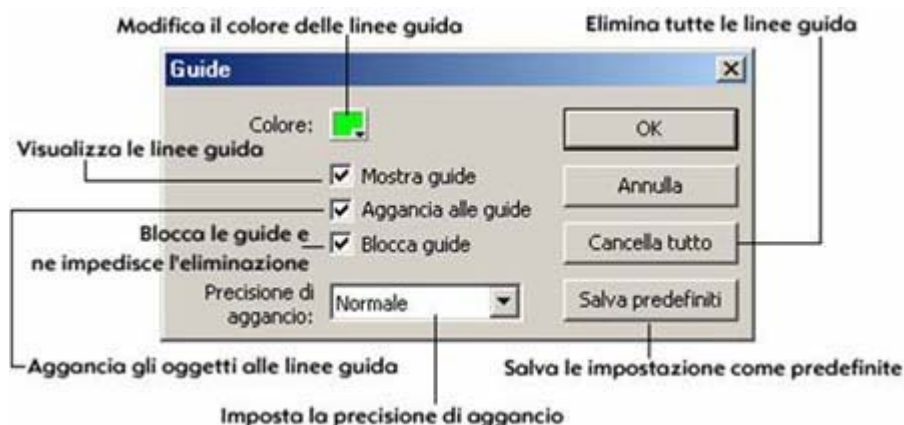 Modifica il colore delle linee guida
Elimina tutte le linee guida
Guide
Colore:
OK
Visualizza le linee guida
Mostra guide
Annulla
Aggancia alle guide
Blocca le guide e
ne impedisce l'eliminazione
Blocca guide
Cancella tutto
Precisione di
aggancio:
Normale
Salva predefiniti
Aggancia gli oggetti alle linee guida
Salva le impostazione come predefinite
Imposta la precisione di aggancio